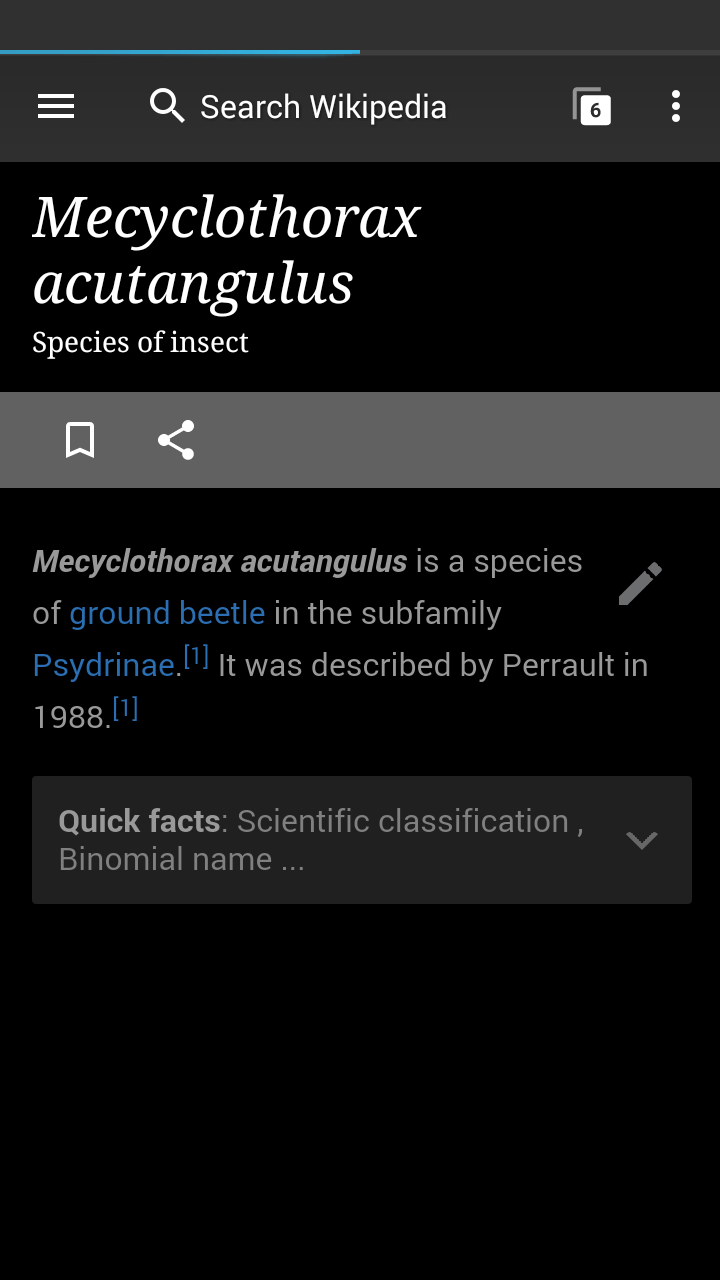 Search Wikipedia
6
Mecyclothorax
acutangulus
Species of insect
Mecyclothorax acutangulus is a species
of ground beetle in the subfamily
Psydrinae.[1] It was described by Perrault in
1988.[1]
Quick facts: Scientific classification ,
Binomial name ...